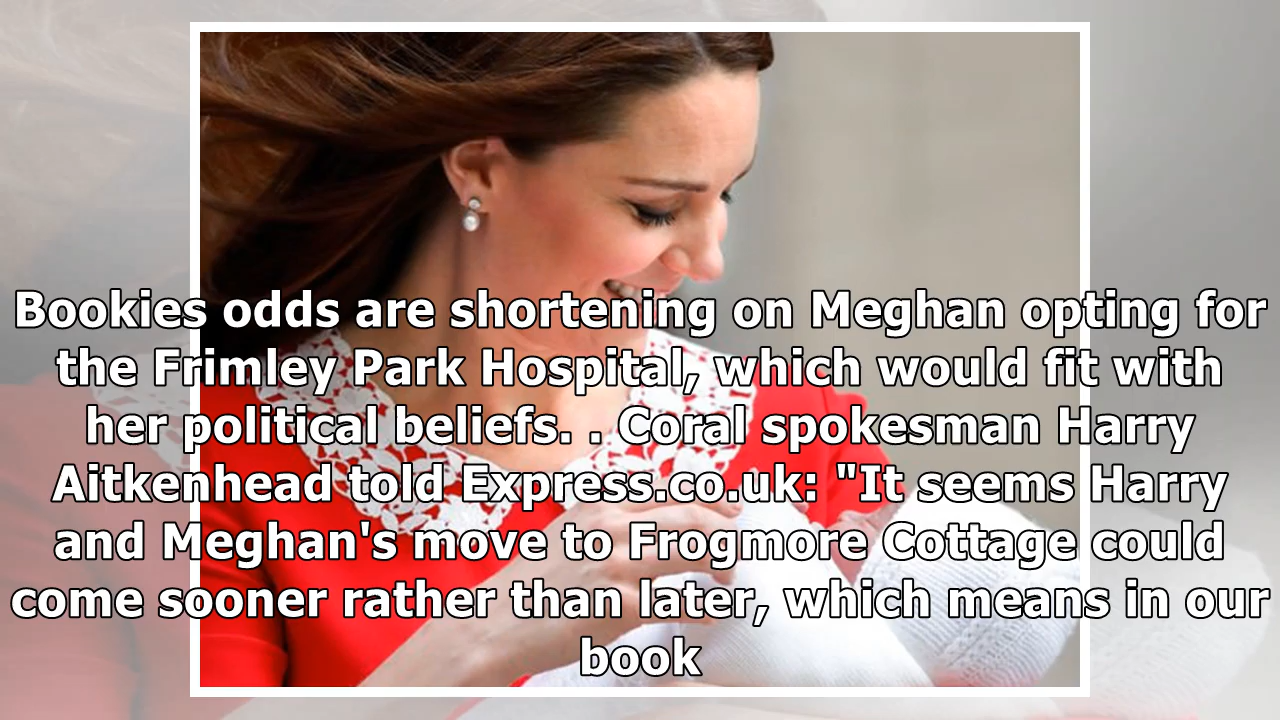 Bookies odds are shortening on Meghan opting for
the Frimley Park Hospital, which would fit with
her political beliefs. . Coral spokesman Harry
Aitkenhead told Express.co.uk: "It seems Harry
and Meghan's move to Frogmore Cottage could
come sooner rather than later, which means in our
book